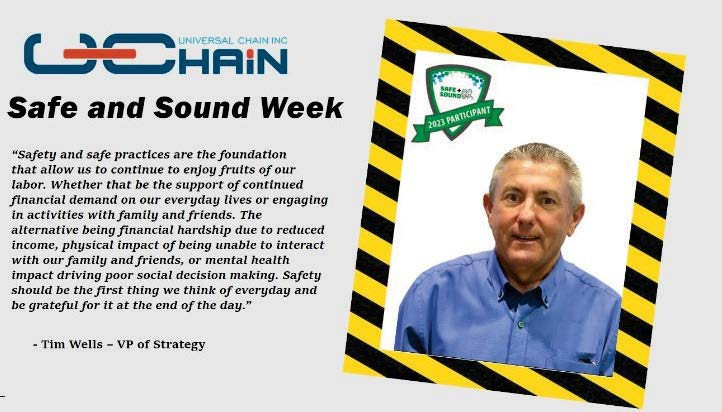 UNIVERSAL CHAIN INC
UCHAiN
Safe and Sound Week
SAFE + SOUND
2023 PARTICIPANT
“Safety and safe practices are the foundation
that allow us to continue to enjoy fruits of our
labor. Whether that be the support of continued
financial demand on our everyday lives or engaging
in activities with family and friends. The
alternative being financial hardship due to reduced
income, physical impact of being unable to interact
with our family and friends, or mental health
impact driving poor social decision making. Safety
should be the first thing we think of everyday and
be grateful for it at the end of the day.”
- Tim Wells – VP of Strategy